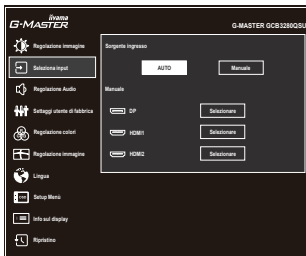 iiyama
G-MASTER
G-MASTER GCB3280QSU
Regolazione immagine
Seleziona input
Regolazione Audio
Settaggi utente di fabbrica
Regolazione colori
Regolazione immagine
Lingua
Setup Menù
Info sul display
Ripristino
Sorgente ingresso
AUTO
Manuale
Manuale
DP
Selezionare
HDMI1
Selezionare
HDMI2
Selezionare